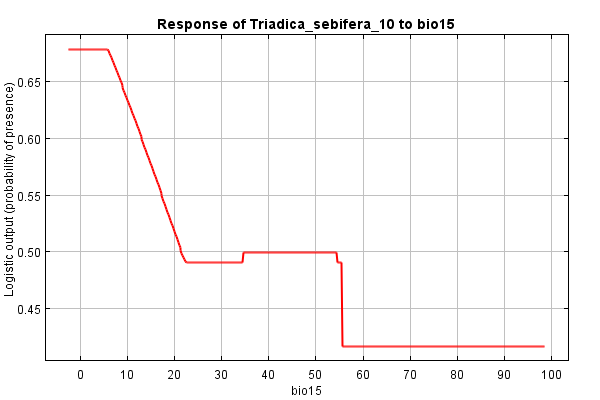 Response of Triadica_sebifera_10 to bio15
Logistic output (probability of presence)
0.65
0.60
0.55
0.50
0.45
0 10 20 30 40 50 60 70 80 90 100
bio15